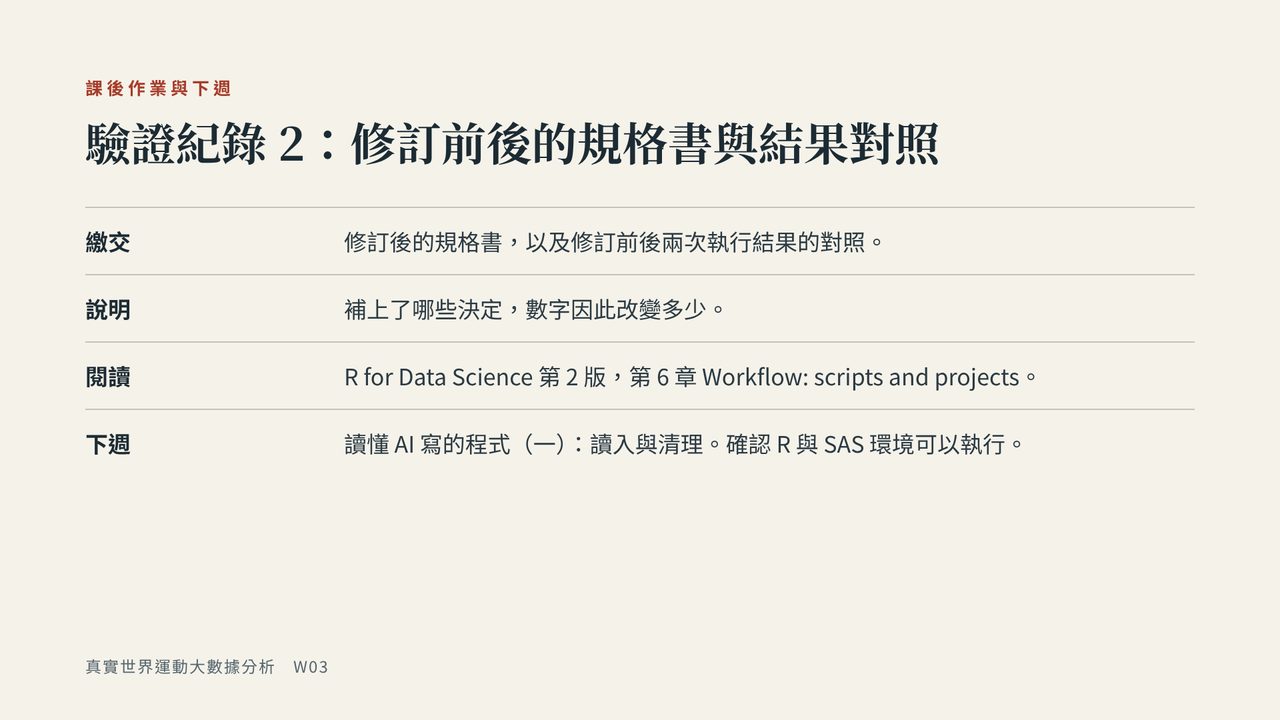 課後作業與下週
驗證紀錄 2：修訂前後的規格書與結果對照
繳交 修訂後的規格書，以及修訂前後兩次執行結果的對照。
說明 補上了哪些決定，數字因此改變多少。
閱讀 R for Data Science 第 2 版，第 6 章 Workflow: scripts and projects。
下週 讀懂 AI 寫的程式（一）：讀入與清理。確認 R 與 SAS 環境可以執行。
真實世界運動大數據分析 W03